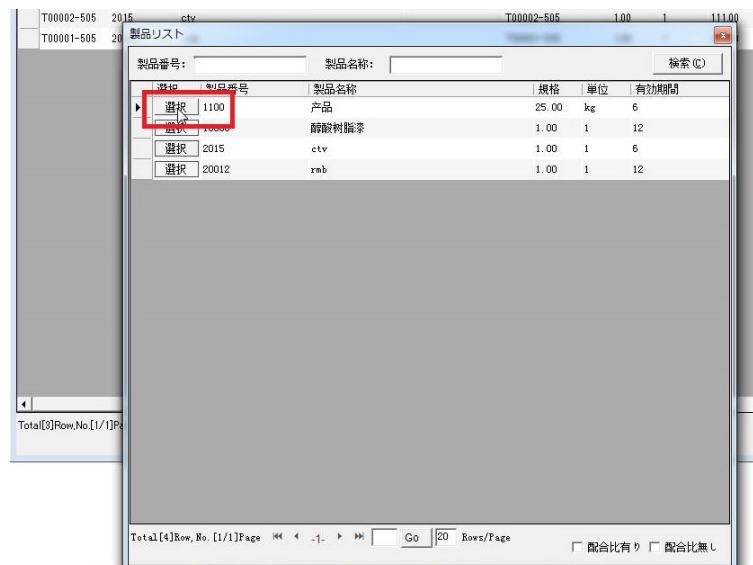 T00002-505 2015 ctv T00002-505 1.00 1 111.00
T00001-505 20
製品リスト
製品番号: 製品名称: 検索(C)
選択 製品番号 製品名称 規格 単位 有効期間
選択 1100 产品 25.00 kg 6
選択 醇酸树脂漆 1.00 1 12
選択 2015 ctv 1.00 1 6
選択 20012 rmb 1.00 1 12
Total[3]Row,No.[1/1]Pa
Total[4]Row,No.[1/1]Page -1- Go 20 Rows/Page
配合比有り 配合比無し